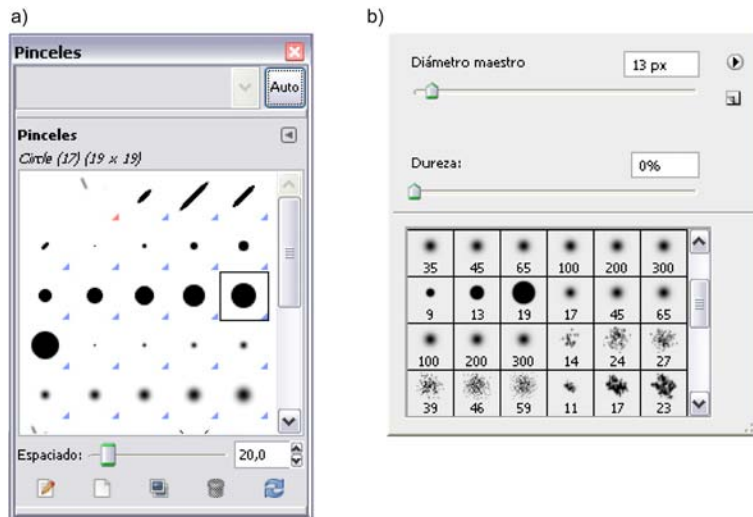 a)
Pinceles
Auto
Pinceles
Circle (17) (19 x 19)
Espaciado:
20,0
b)
Diámetro maestro
13 px
Dureza:
0%
35 45 65 100 200 300
9 13 19 17 45 65
100 200 300 14 24 27
39 46 59 11 17 23